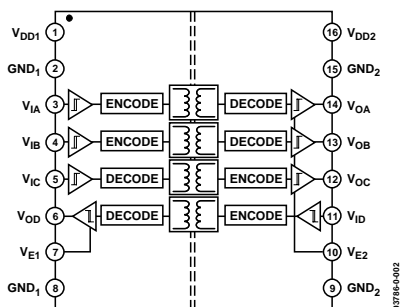 VDD1 1 16 VDD2
GND1 2 15 GND2
VIA 3 ENCODE DECODE 14 VOA
VIB 4 ENCODE DECODE 13 VOB
VIC 5 DECODE ENCODE 12 VOC
VOD 6 DECODE ENCODE 11 VID
VE1 7 10 VE2
GND1 8 9 GND2
03786-0-002